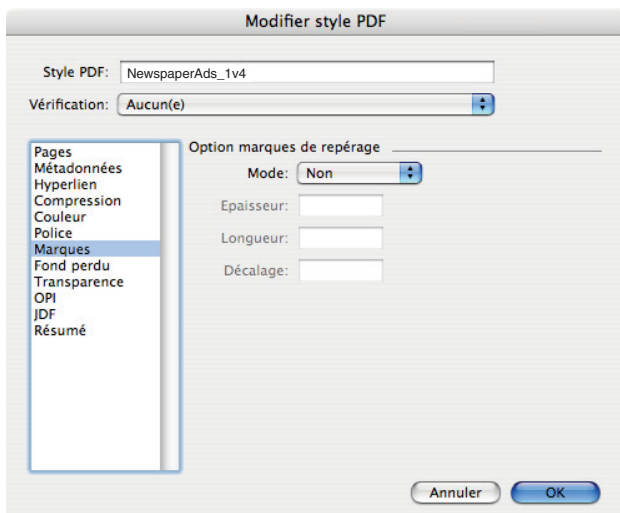 Modifier style PDF
Style PDF: NewspaperAds_1v4
Vérification: Aucun(e)
Pages
Métadonnées
Hyperlien
Compression
Couleur
Police
Marques
Fond perdu
Transparence
OPI
JDF
Résumé
Option marques de repérage
Mode: Non
Epaisseur:
Longueur:
Décalage:
Annuler OK